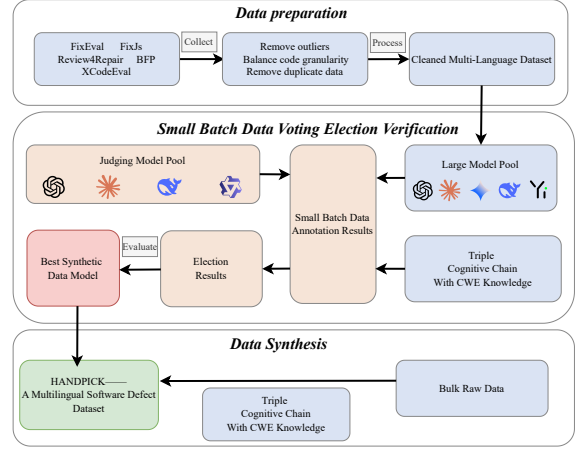 Data preparation
FixEval FixJs
Review4Repair BFP
XCodeEval
Collect
Remove outliers
Balance code granularity
Remove duplicate data
Process
Cleaned Multi-Language Dataset
Small Batch Data Voting Election Verification
Judging Model Pool
Small Batch Data
Annotation Results
Large Model Pool
Best Synthetic
Data Model
Evaluate
Election
Results
Triple
Cognitive Chain
With CWE Knowledge
Data Synthesis
HANDPICK——
A Multilingual Software Defect
Dataset
Triple
Cognitive Chain
With CWE Knowledge
Bulk Raw Data